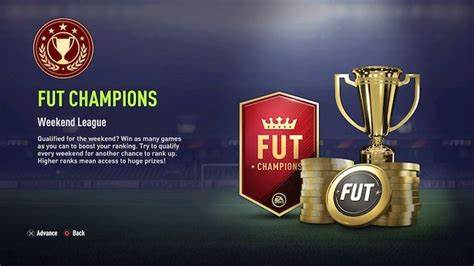 FUT CHAMPIONS
Weekend League
Qualified for the weekend? Win as many games
as you can to boost your ranking. Try to qualify
every weekend for another chance to rank up.
Higher ranks mean access to huge prizes!
FUT
• CHAMPIONS •
EA
FUT
Advance
Back